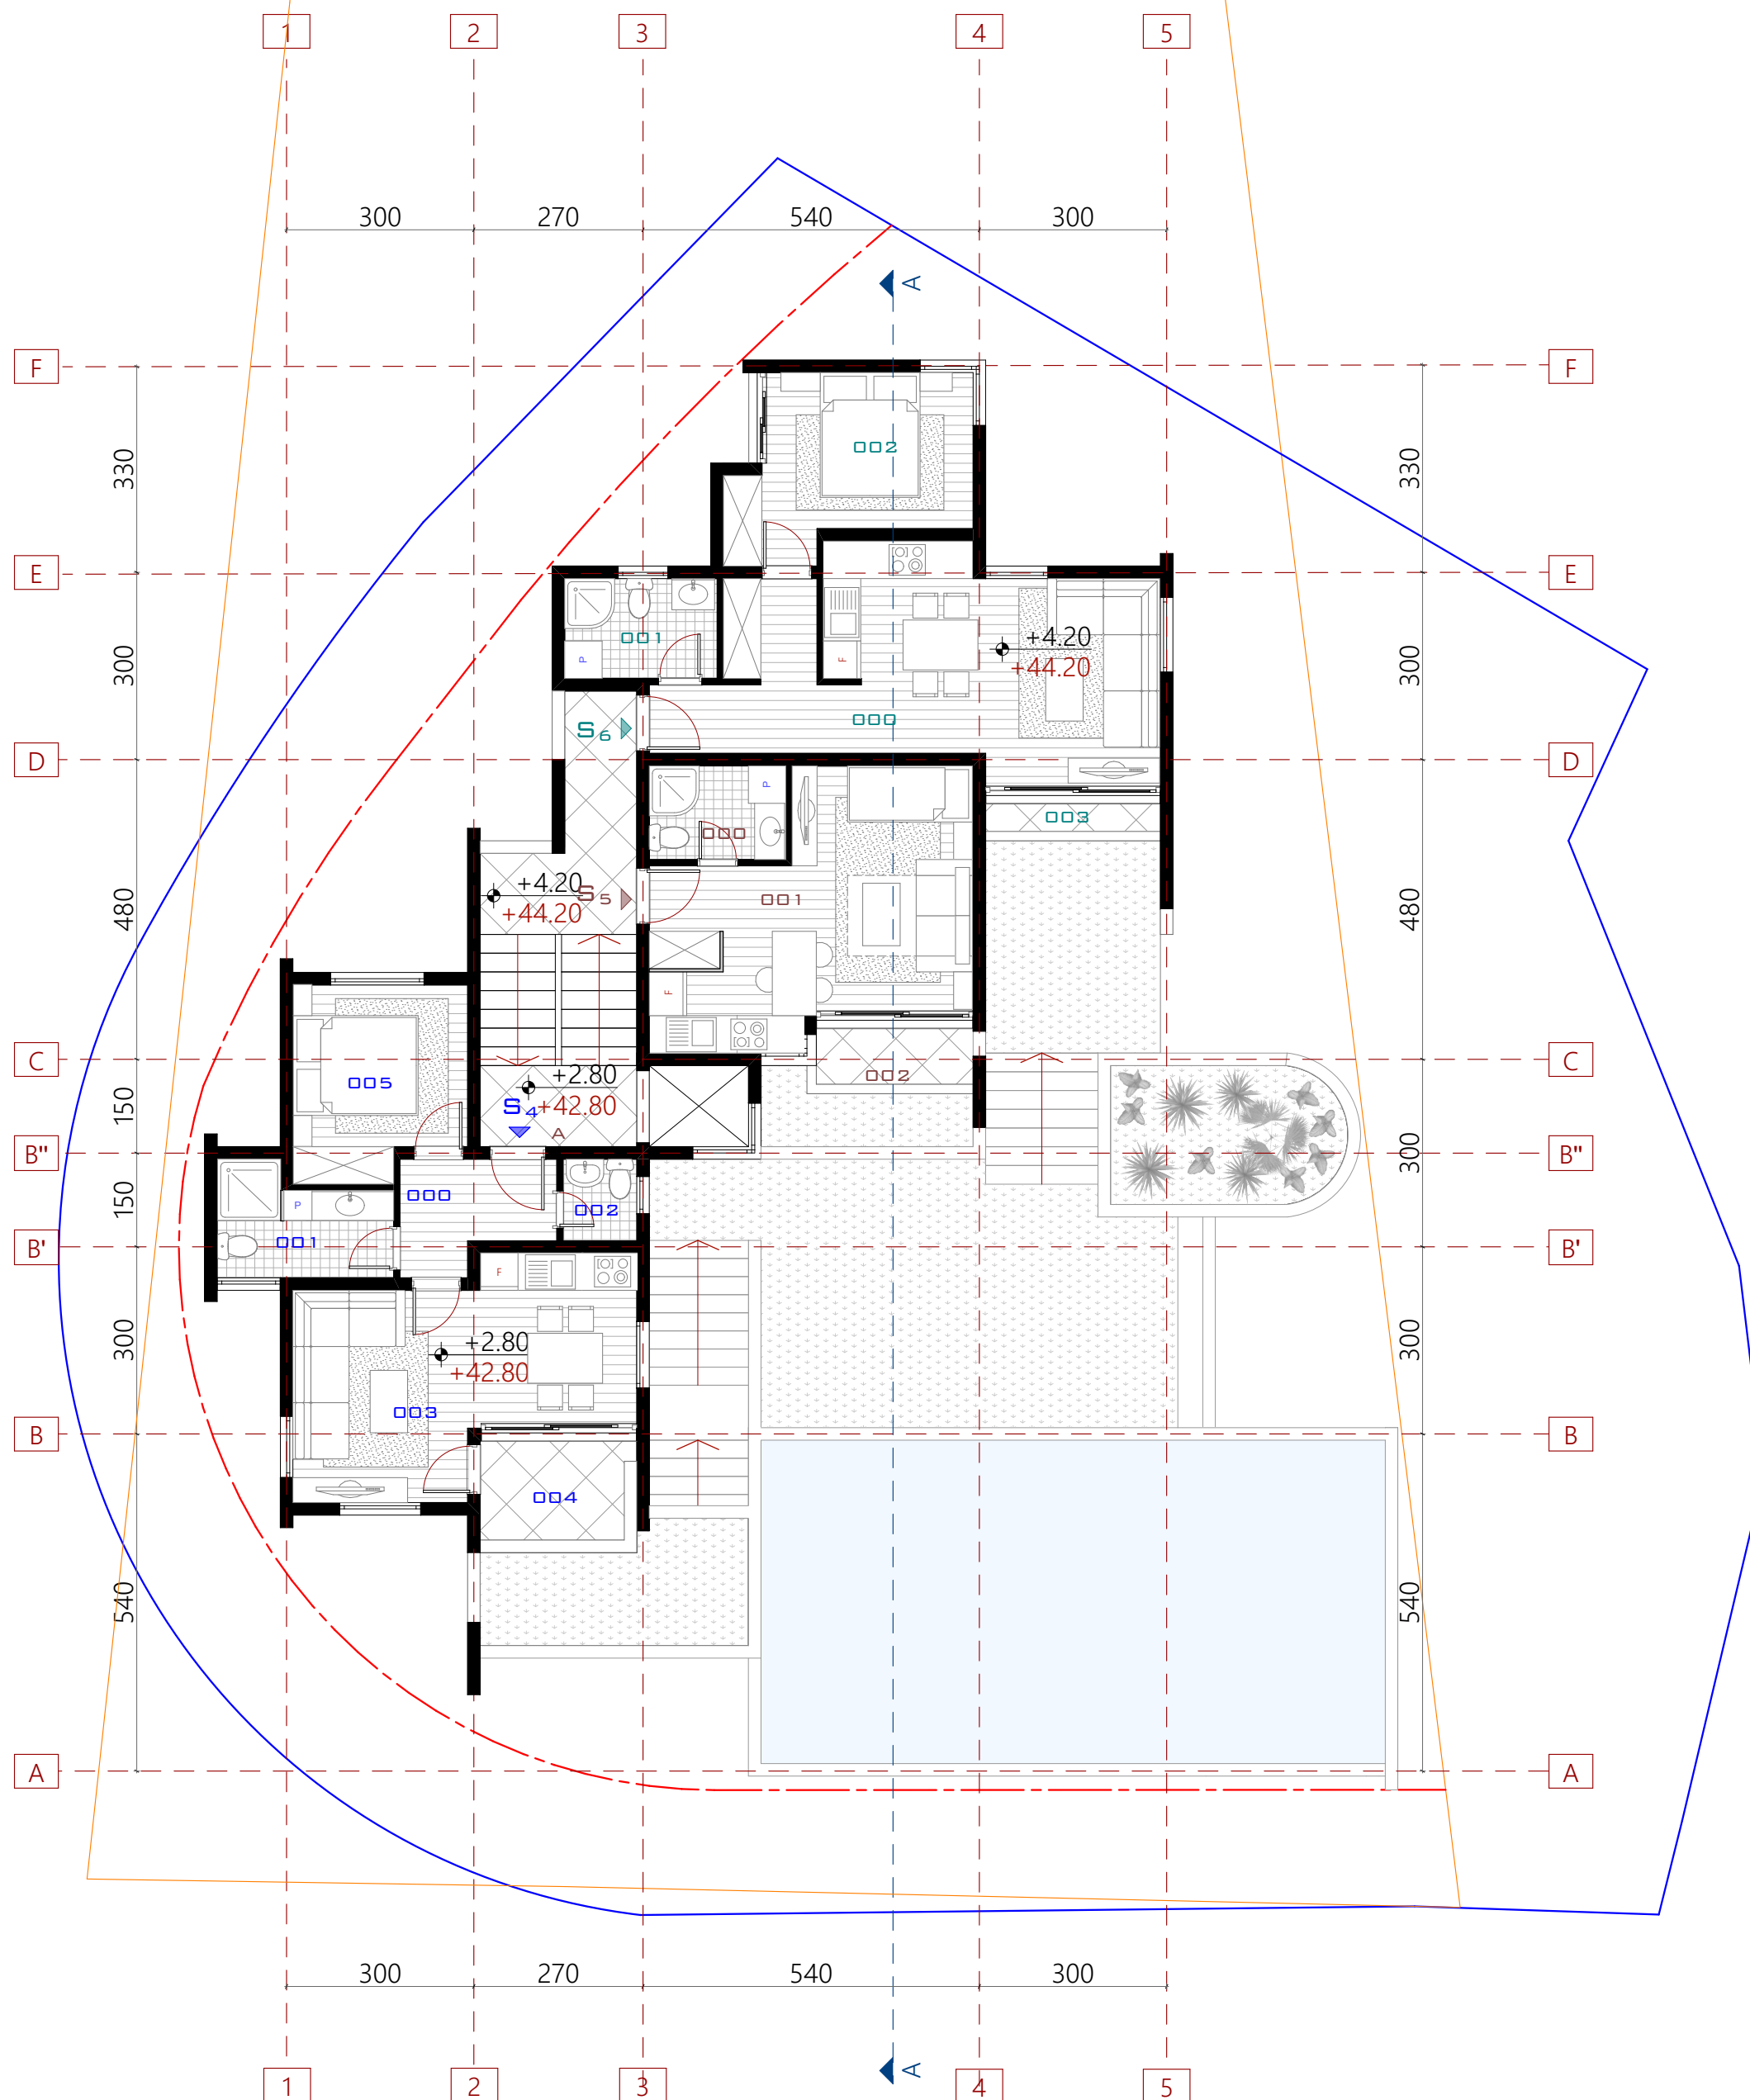 1 2 3 4 5
300 270 540 300
A
F F
330 330
002
E E
300 300
001
P
F
+4.20
+44.20
000
S6
D D
003
P
000
480 480
+4.20
+44.20
S5
001
F
C C
002
005
+2.80
+42.80
S4
A
150
300
B" B"
000
002
P
001
150
B' B'
F
300 300
+2.80
+42.80
003
B B
004
540 540
A A
300 270 540 300
A
1 2 3 4 5